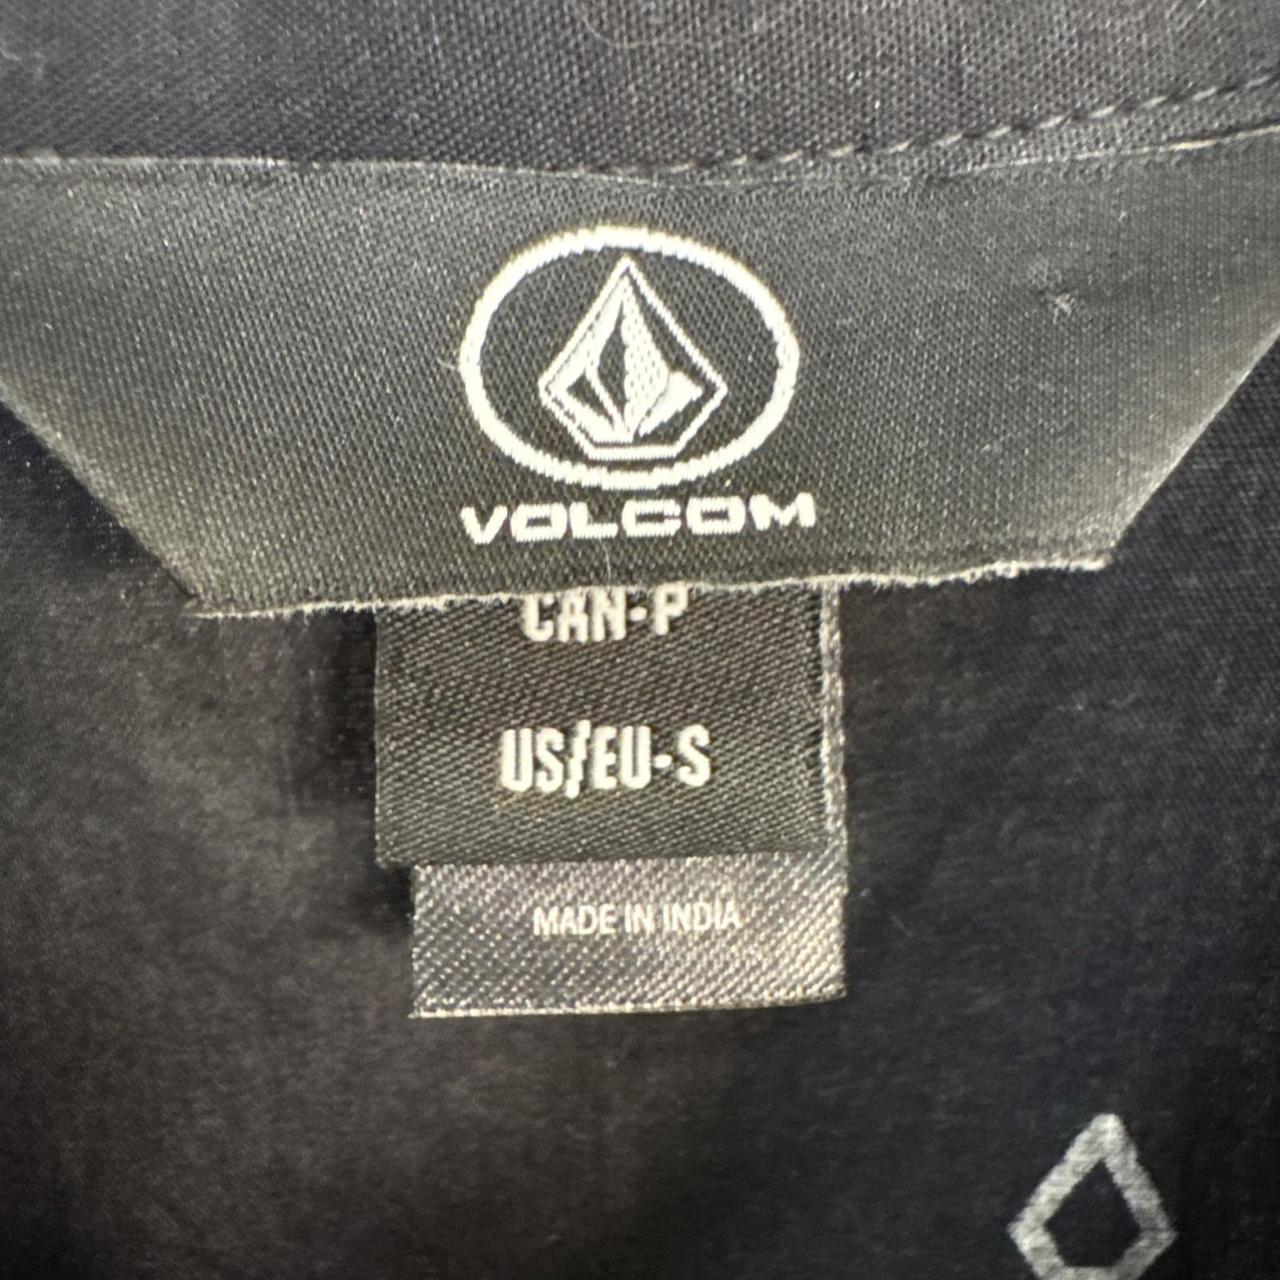 VOLCOM
CAN-P
US/EU-S
MADE IN INDIA